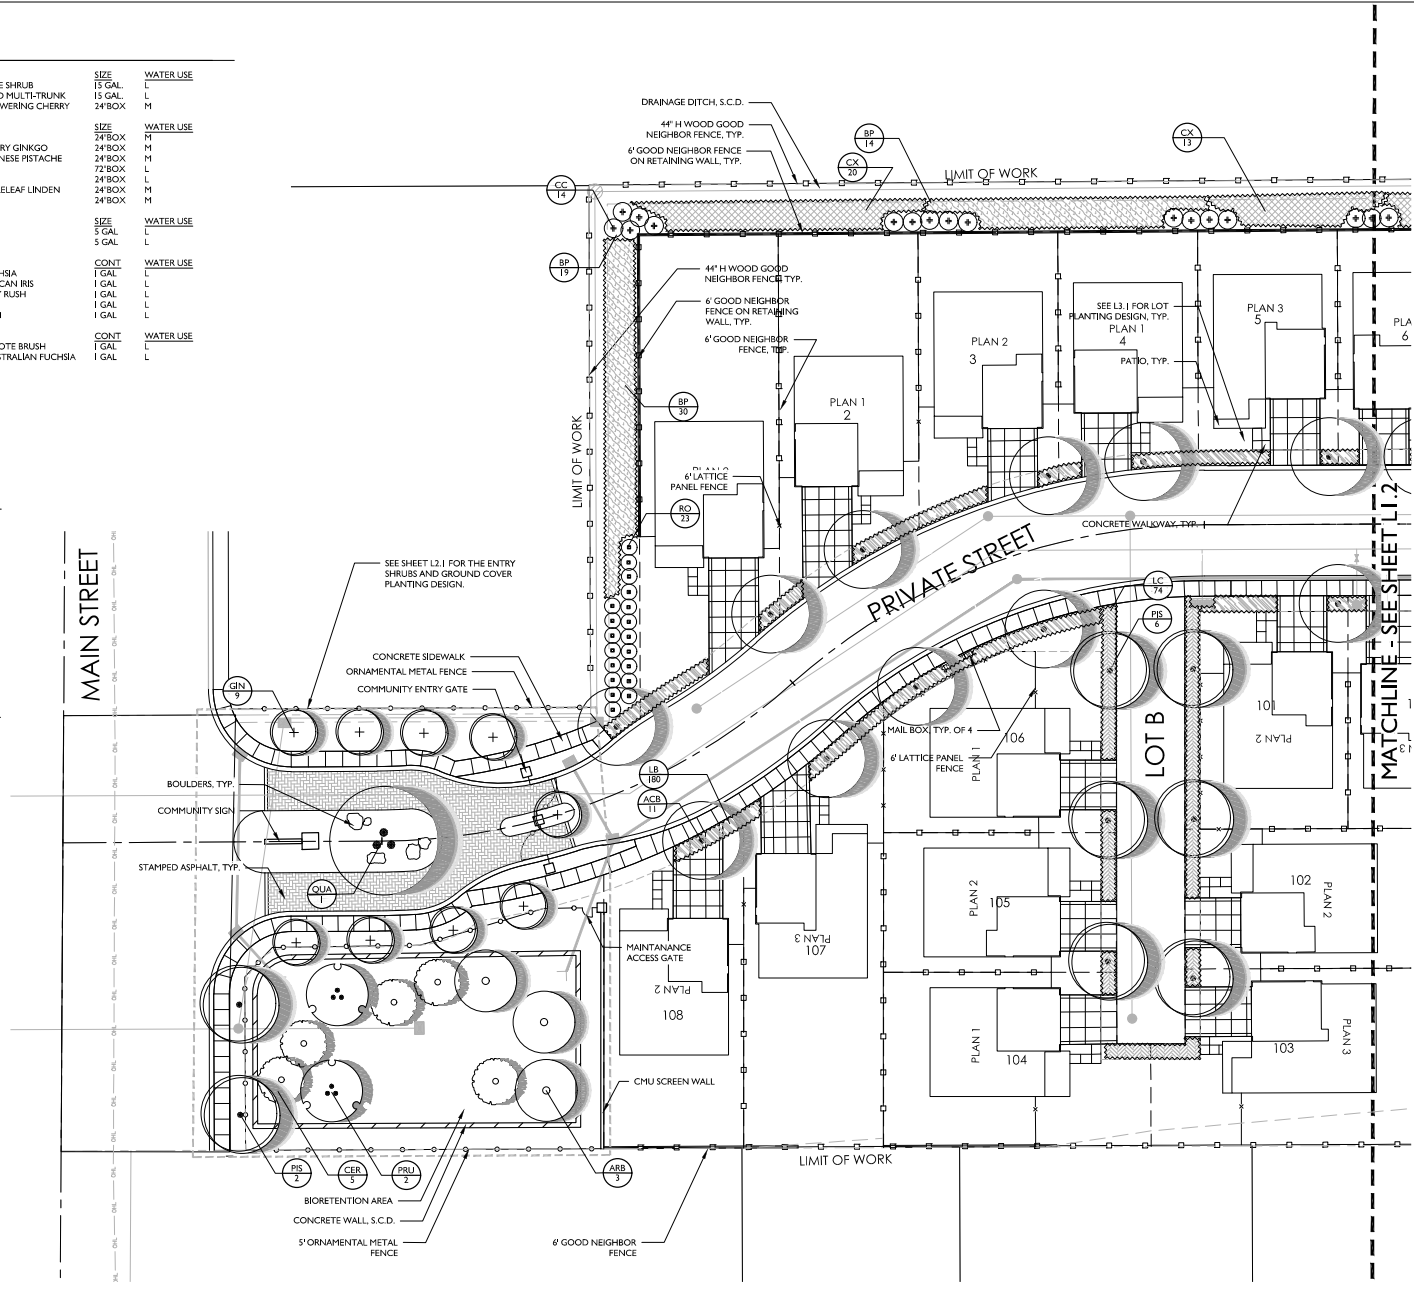 SIZE WATER USE
E SHRUB 15 GAL. L
D MULTI-TRUNK 15 GAL. L
WERING CHERRY 24"BOX M
SIZE WATER USE
24"BOX M
RY GINKGO 24"BOX M
NESE PISTACHE 24"BOX M
72"BOX L
24"BOX L
LELEAF LINDEN 24"BOX M
24"BOX M
SIZE WATER USE
5 GAL L
5 GAL L
CONT WATER USE
HSIA 1 GAL L
CAN IRIS 1 GAL L
Y RUSH 1 GAL L
1 GAL L
1 GAL L
CONT WATER USE
OTE BRUSH 1 GAL L
STRALIAN FUCHSIA 1 GAL L
DRAINAGE DITCH, S.C.D.
44" H WOOD GOOD
NEIGHBOR FENCE, TYP.
6' GOOD NEIGHBOR FENCE
ON RETAINING WALL, TYP.
BP
14
CX
13
CX
20
LIMIT OF WORK
CC
14
BP
19
44" H WOOD GOOD
NEIGHBOR FENCE, TYP.
6' GOOD NEIGHBOR
FENCE ON RETAINING
WALL, TYP.
6' GOOD NEIGHBOR
FENCE, TYP.
SEE L3.1 FOR LOT
PLANTING DESIGN, TYP.
PATIO, TYP.
PLAN 2
3
PLAN 1
4
PLAN 3
5
PLA
6
PLAN 1
2
BP
30
LIMIT OF WORK
6' LATTICE
PANEL FENCE
RO
23
CONCRETE WALKWAY, TYP.
PRIVATE STREET
MATCHLINE - SEE SHEET L1.2
MAIN STREET
OHL
SEE SHEET L2.1 FOR THE ENTRY
SHRUBS AND GROUND COVER
PLANTING DESIGN.
LC
74
PIS
6
CONCRETE SIDEWALK
ORNAMENTAL METAL FENCE
COMMUNITY ENTRY GATE
GIN
9
LOT B
MAIL BOX, TYP. OF 4
6' LATTICE PANEL
FENCE
106
PLAN 1
101
PLAN 2
LB
180
ACB
11
BOULDERS, TYP.
COMMUNITY SIGN
STAMPED ASPHALT, TYP.
QUA
1
PLAN 2
105
102
PLAN 2
MAINTANANCE
ACCESS GATE
PLAN 3
107
PLAN 2
108
PLAN 1
104
103
PLAN 3
CMU SCREEN WALL
LIMIT OF WORK
PIS
2
CER
5
PRU
2
ARB
3
BIORETENTION AREA
CONCRETE WALL, S.C.D.
5' ORNAMENTAL METAL
FENCE
6' GOOD NEIGHBOR
FENCE